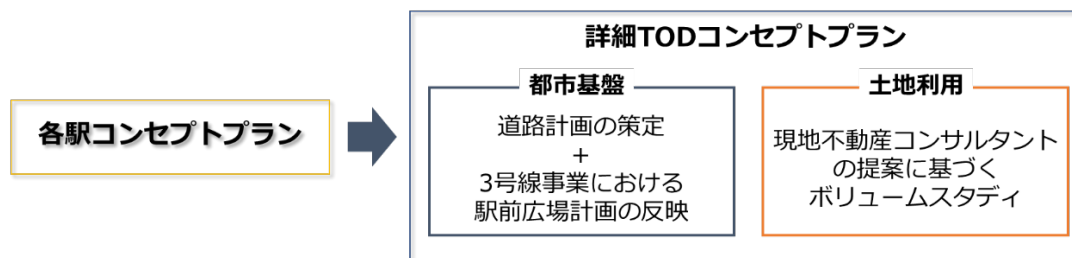 各駅コンセプトプラン
詳細TODコンセプトプラン
都市基盤
道路計画の策定
+
3号線事業における
駅前広場計画の反映
土地利用
現地不動産コンサルタント
の提案に基づく
ボリュームスタディ